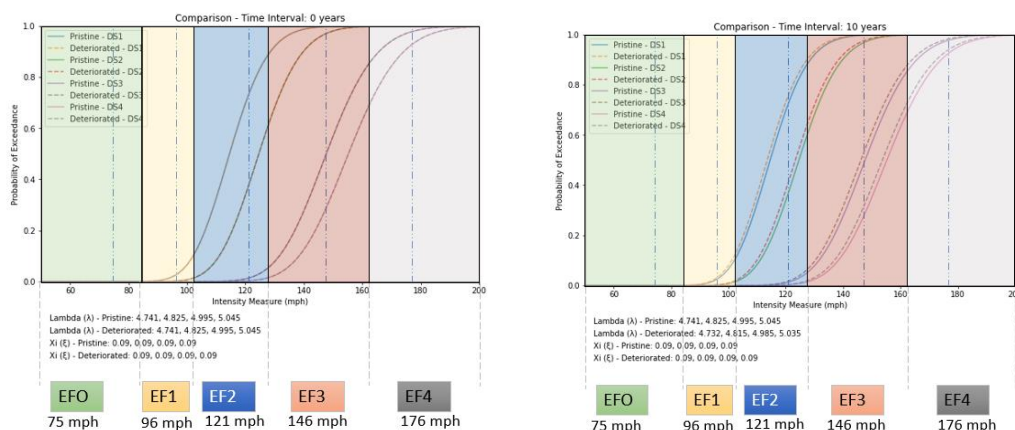 Comparison - Time Interval: 0 years
Pristine - DS1
Deteriorated - DS1
Pristine - DS2
Deteriorated - DS2
Pristine - DS3
Deteriorated - DS3
Pristine - DS4
Deteriorated - DS4
Probability of Exceedance
1.0
0.8
0.6
0.4
0.2
0.0
60 80 100 120 140 160 180 200
Intensity Measure (mph)
Lambda (λ) - Pristine: 4.741, 4.825, 4.995, 5.045
Lambda (λ) - Deteriorated: 4.741, 4.825, 4.995, 5.045
Xi (ξ) - Pristine: 0.09, 0.09, 0.09, 0.09
Xi (ξ) - Deteriorated: 0.09, 0.09, 0.09, 0.09
EFO EF1 EF2 EF3 EF4
75 mph 96 mph 121 mph 146 mph 176 mph
Comparison - Time Interval: 10 years
Pristine - DS1
Deteriorated - DS1
Pristine - DS2
Deteriorated - DS2
Pristine - DS3
Deteriorated - DS3
Pristine - DS4
Deteriorated - DS4
Probability of Exceedance
1.0
0.8
0.6
0.4
0.2
0.0
60 80 100 120 140 160 180 200
Intensity Measure (mph)
Lambda (λ) - Pristine: 4.741, 4.825, 4.995, 5.045
Lambda (λ) - Deteriorated: 4.732, 4.815, 4.985, 5.035
Xi (ξ) - Pristine: 0.09, 0.09, 0.09, 0.09
Xi (ξ) - Deteriorated: 0.09, 0.09, 0.09, 0.09
EFO EF1 EF2 EF3 EF4
75 mph 96 mph 121 mph 146 mph 176 mph